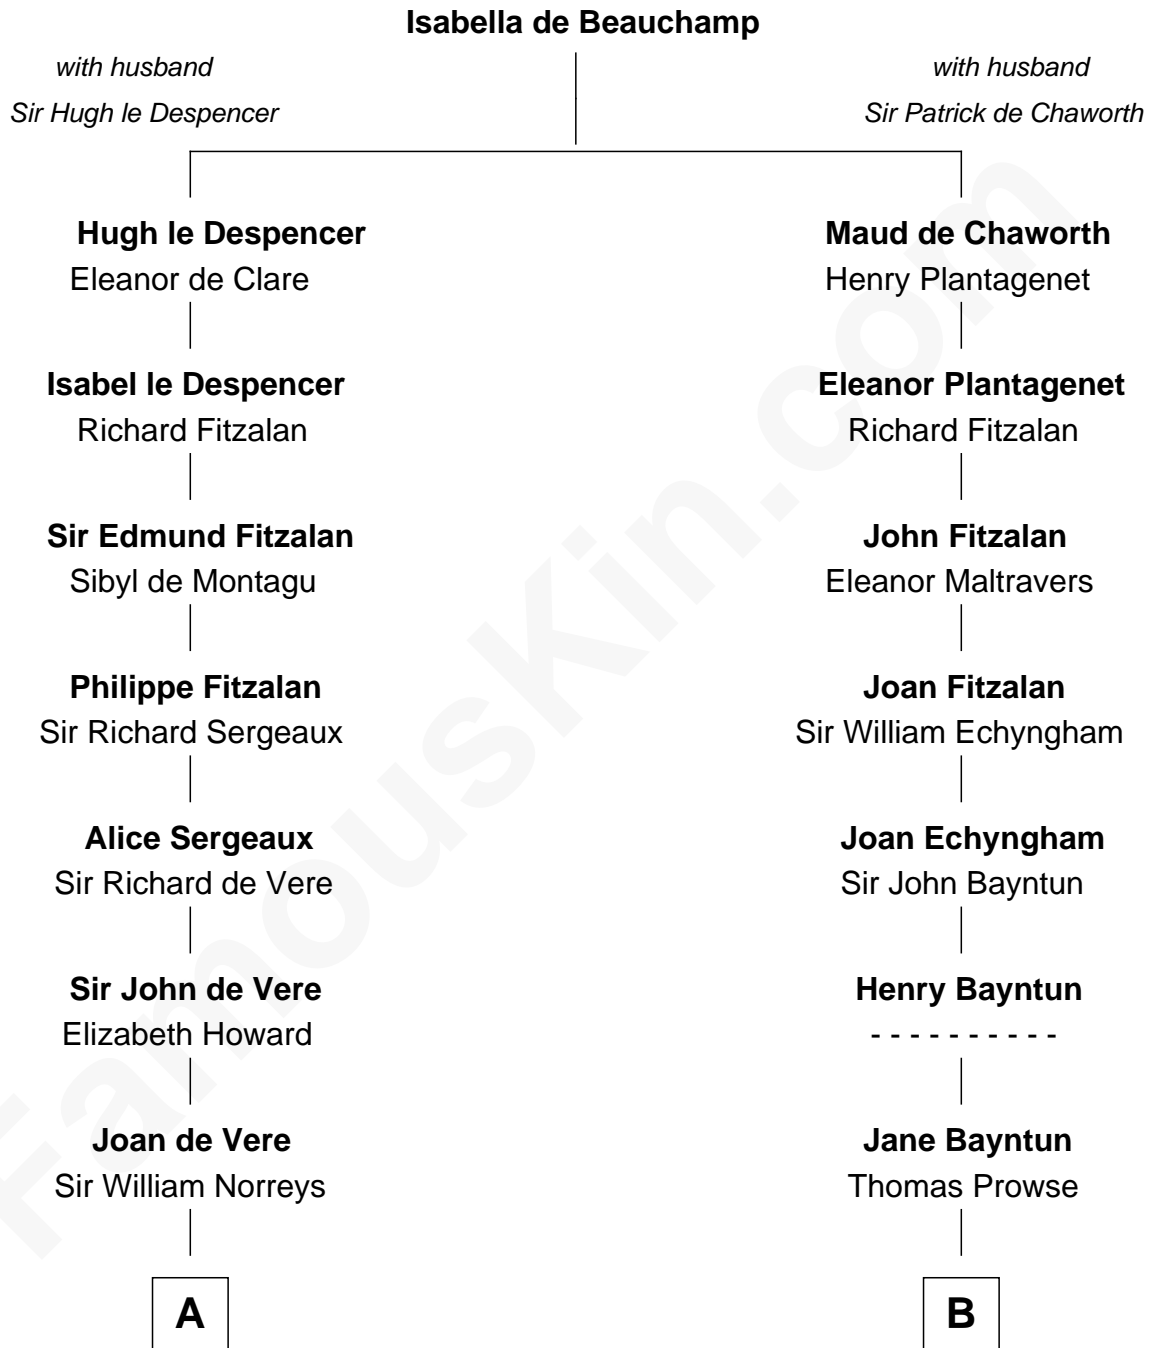 Isabella de Beauchamp
with husband
Sir Hugh le Despencer
with husband
Sir Patrick de Chaworth
Hugh le Despencer
Eleanor de Clare
Maud de Chaworth
Henry Plantagenet
Isabel le Despencer
Richard Fitzalan
Eleanor Plantagenet
Richard Fitzalan
Sir Edmund Fitzalan
Sibyl de Montagu
John Fitzalan
Eleanor Maltravers
Philippe Fitzalan
Sir Richard Sergeaux
Joan Fitzalan
Sir William Echyngham
Alice Sergeaux
Sir Richard de Vere
Joan Echyngham
Sir John Bayntun
Sir John de Vere
Elizabeth Howard
Henry Bayntun
- - - - - - - - - -
Joan de Vere
Sir William Norreys
Jane Bayntun
Thomas Prowse
A
B
FamousKin.com